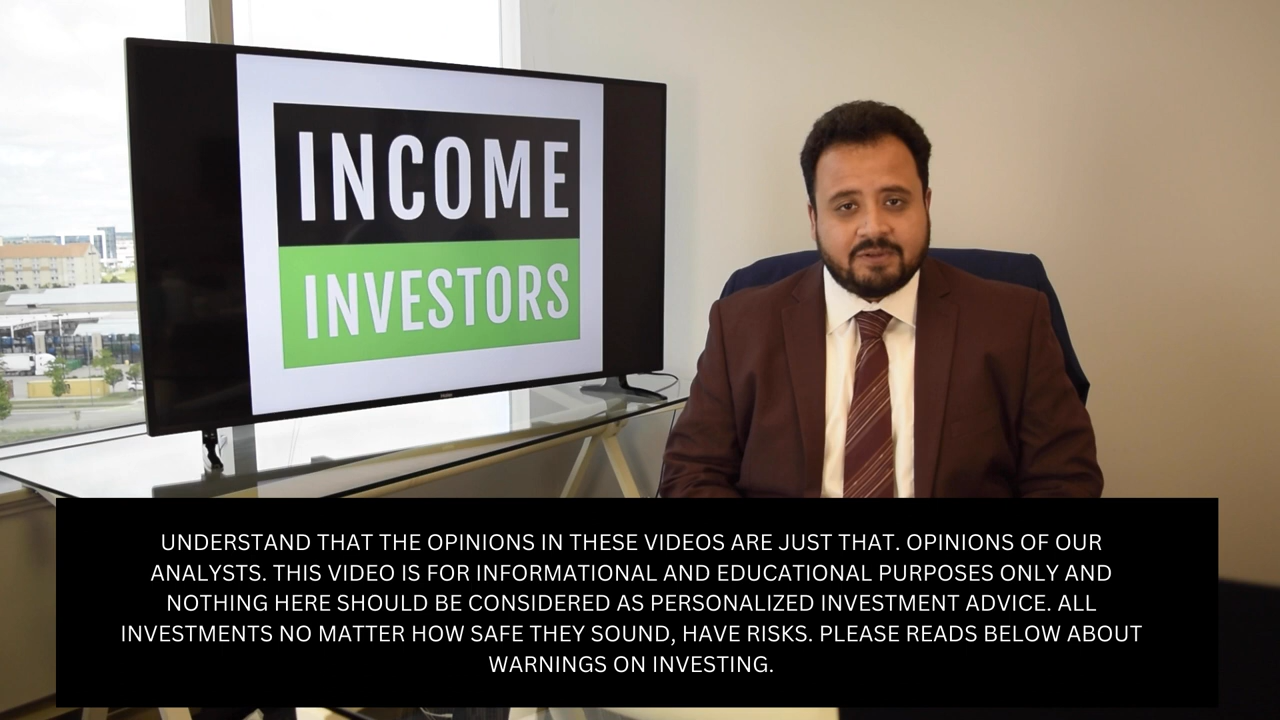 INCOME
INVESTORS
UNDERSTAND THAT THE OPINIONS IN THESE VIDEOS ARE JUST THAT. OPINIONS OF OUR
ANALYSTS. THIS VIDEO IS FOR INFORMATIONAL AND EDUCATIONAL PURPOSES ONLY AND
NOTHING HERE SHOULD BE CONSIDERED AS PERSONALIZED INVESTMENT ADVICE. ALL
INVESTMENTS NO MATTER HOW SAFE THEY SOUND, HAVE RISKS. PLEASE READS BELOW ABOUT
WARNINGS ON INVESTING.